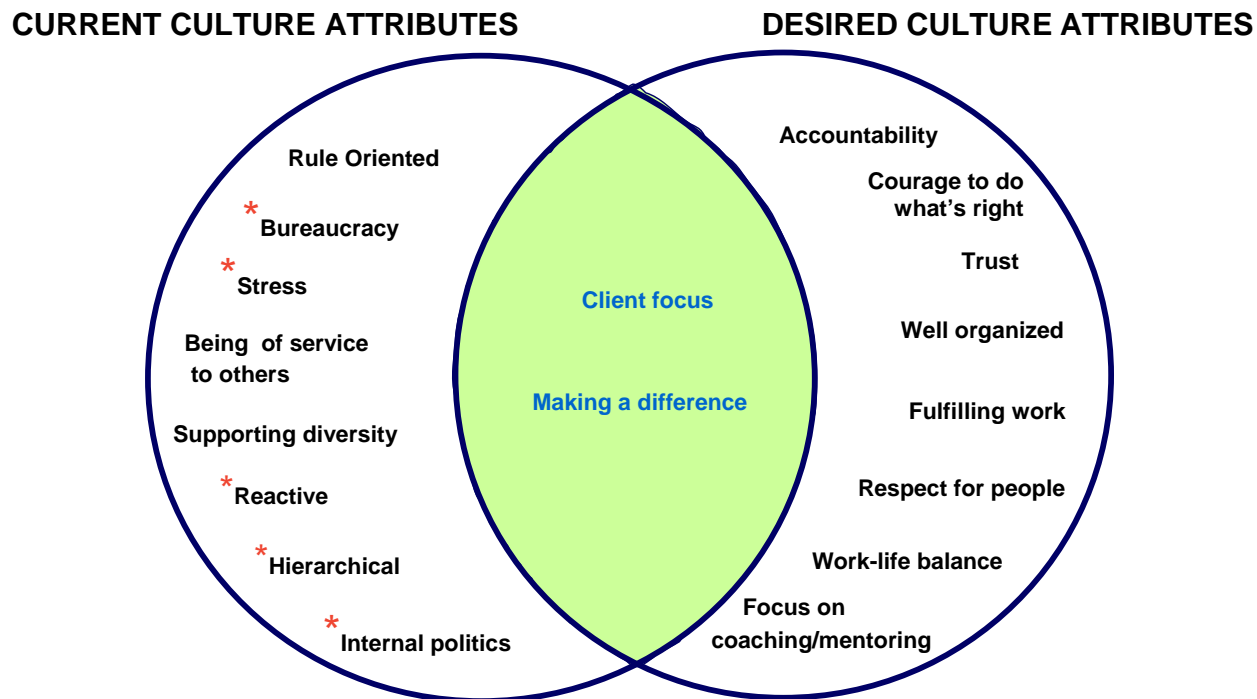 CURRENT CULTURE ATTRIBUTES
DESIRED CULTURE ATTRIBUTES
Rule Oriented
* Bureaucracy
* Stress
Being of service
to others
Supporting diversity
* Reactive
* Hierarchical
* Internal politics
Client focus
Making a difference
Accountability
Courage to do
what's right
Trust
Well organized
Fulfilling work
Respect for people
Work-life balance
Focus on
coaching/mentoring